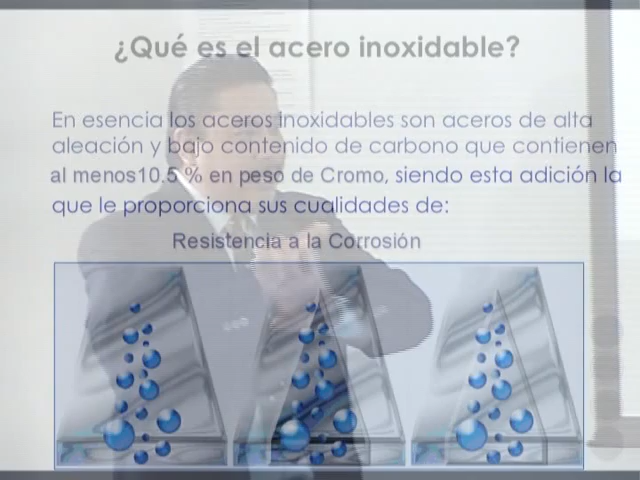 ¿Qué es el acero inoxidable?
En esencia los aceros inoxidables son aceros de alta
aleación y bajo contenido de carbono que contienen
al menos10.5 % en peso de Cromo, siendo esta adición la
que le proporciona sus cualidades de:
Resistencia a la Corrosión